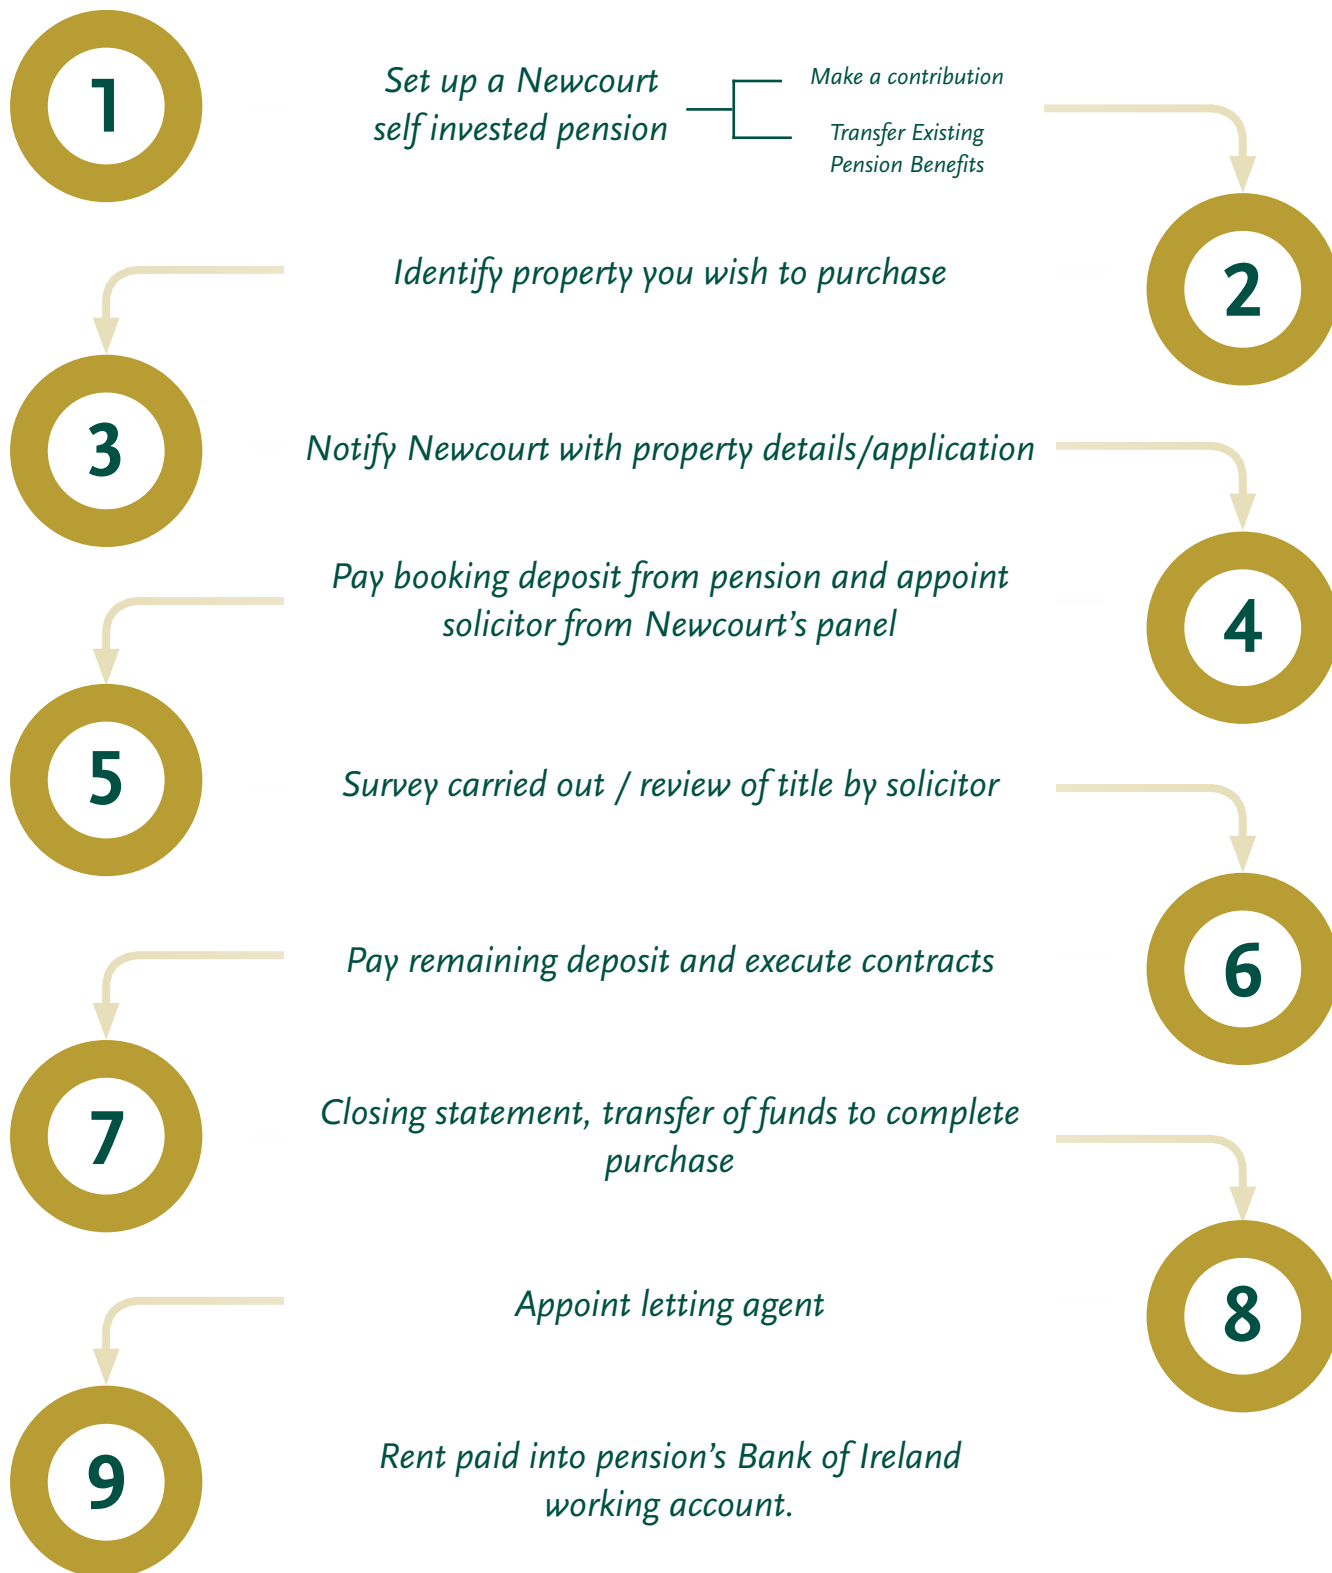 1
Set up a Newcourt
self invested pension
Make a contribution
Transfer Existing
Pension Benefits
2
Identify property you wish to purchase
3
Notify Newcourt with property details/application
4
Pay booking deposit from pension and appoint
solicitor from Newcourt’s panel
5
Survey carried out / review of title by solicitor
6
Pay remaining deposit and execute contracts
7
Closing statement, transfer of funds to complete
purchase
8
Appoint letting agent
9
Rent paid into pension’s Bank of Ireland
working account.